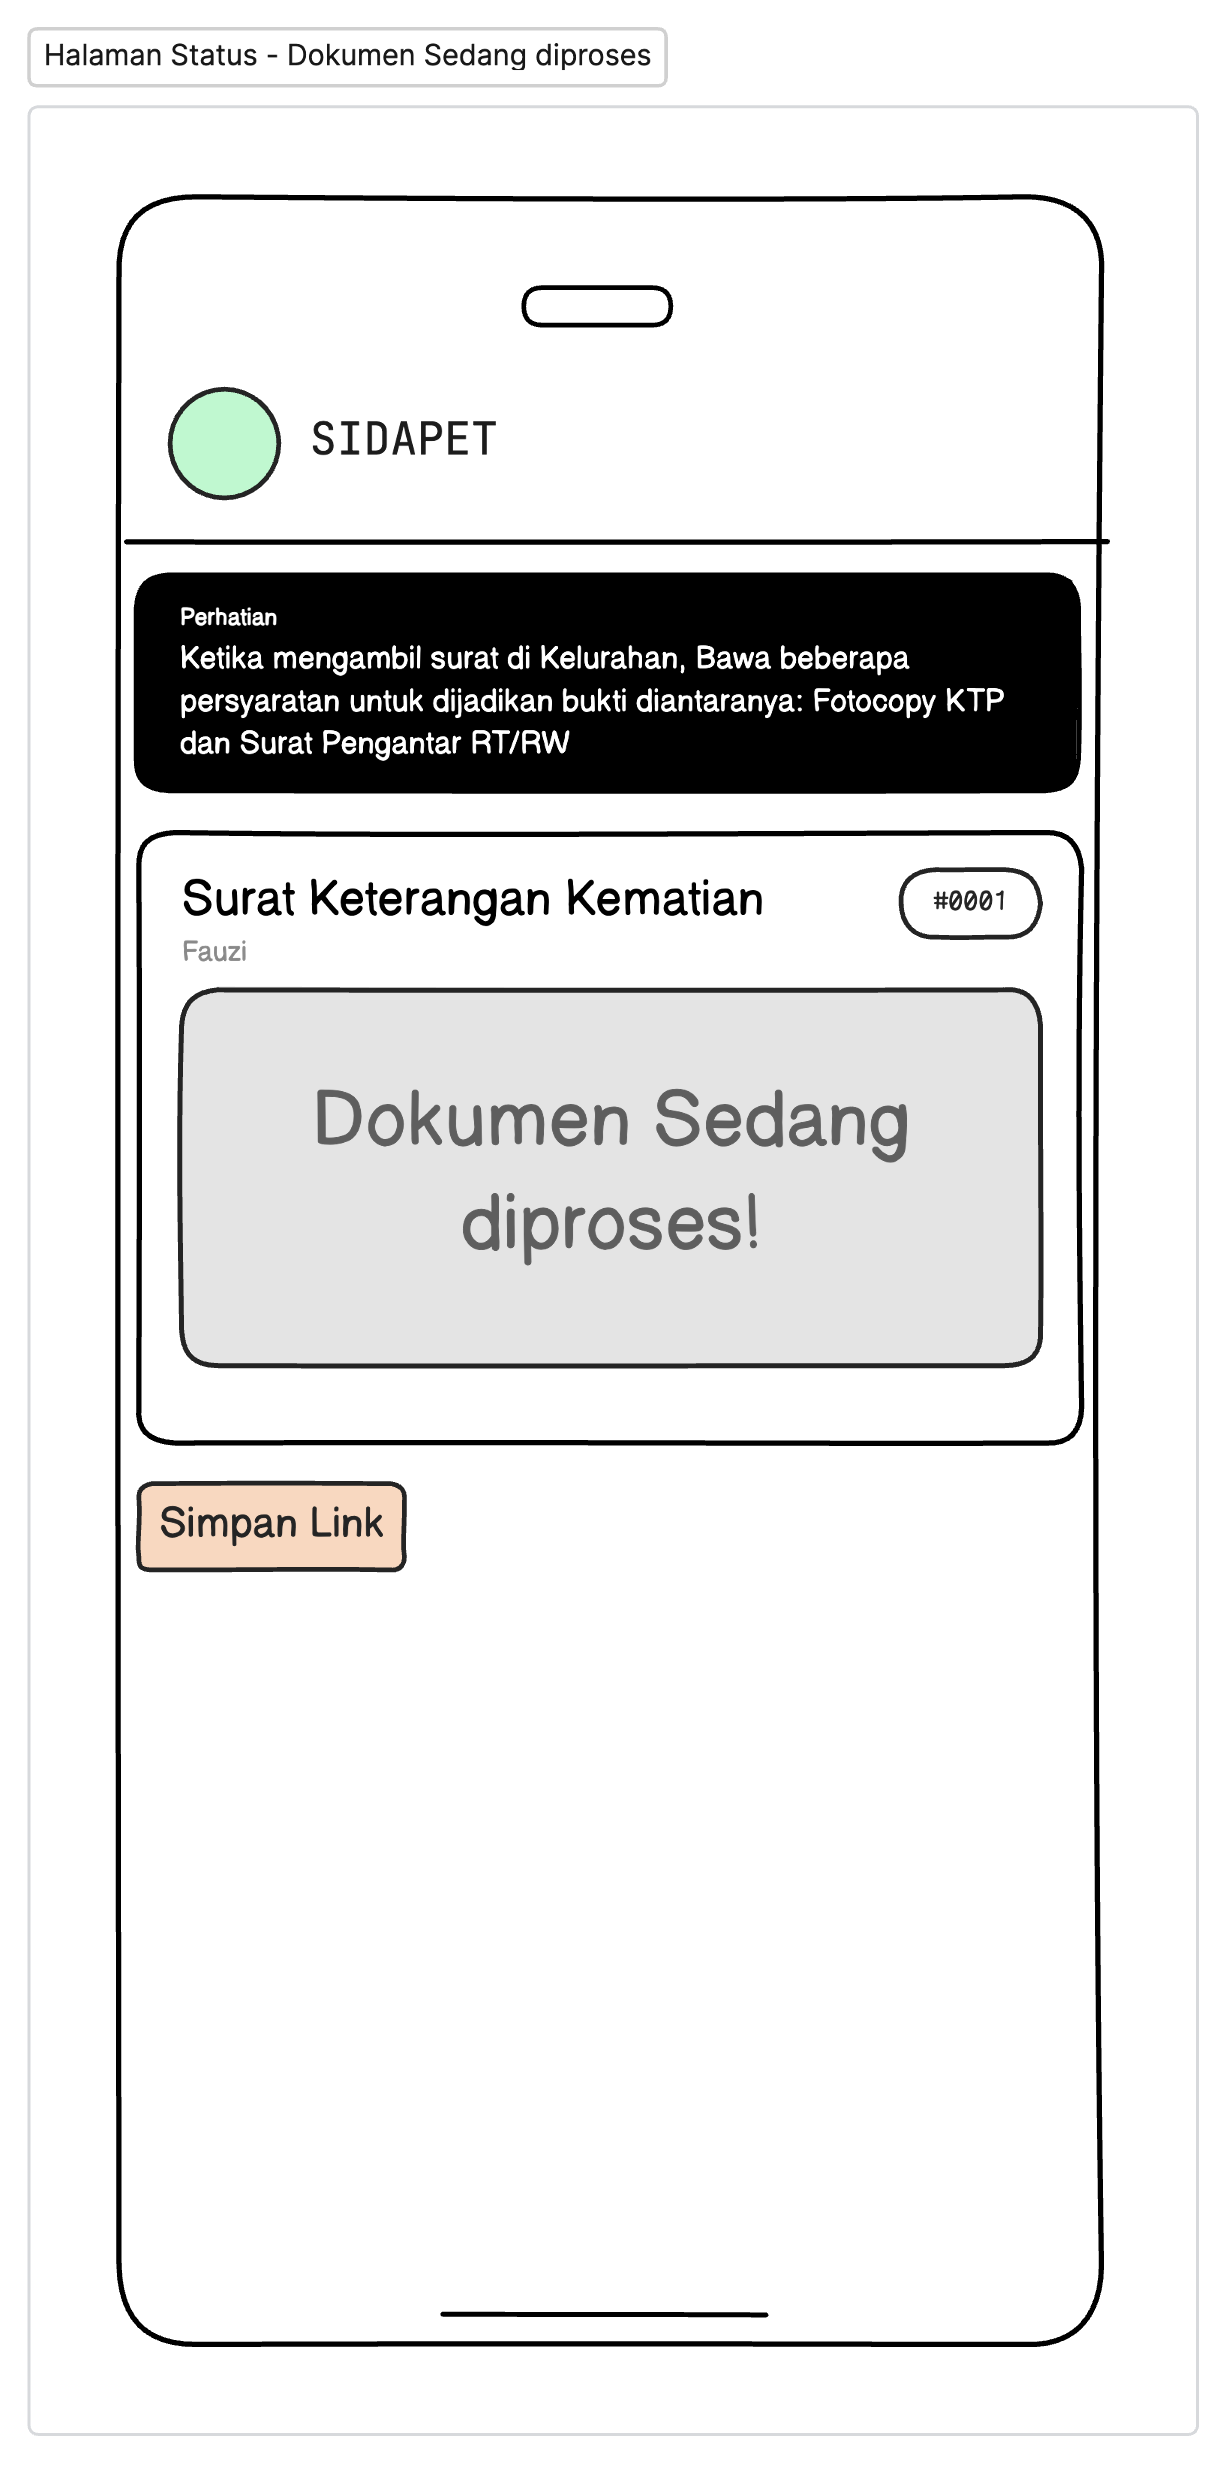 Halaman Status - Dokumen Sedang diproses
SIDAPET
Perhatian
Ketika mengambil surat di Kelurahan, Bawa beberapa
persyaratan untuk dijadikan bukti diantaranya: Fotocopy KTP
dan Surat Pengantar RT/RW
Surat Keterangan Kematian
#0001
Fauzi
Dokumen Sedang
diproses!
Simpan Link